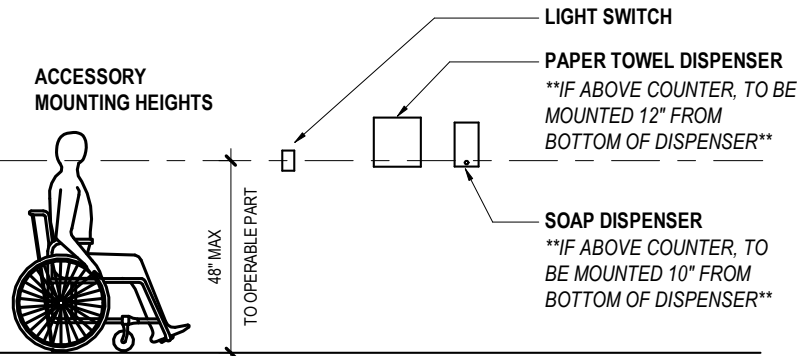 LIGHT SWITCH
PAPER TOWEL DISPENSER
**IF ABOVE COUNTER, TO BE
MOUNTED 12" FROM
BOTTOM OF DISPENSER**
ACCESSORY
MOUNTING HEIGHTS
48" MAX
TO OPERABLE PART
SOAP DISPENSER
**IF ABOVE COUNTER, TO
BE MOUNTED 10" FROM
BOTTOM OF DISPENSER**